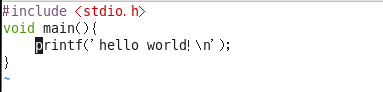 #include <stdio.h>
void main(){
    printf('hello world!\n');
}
~